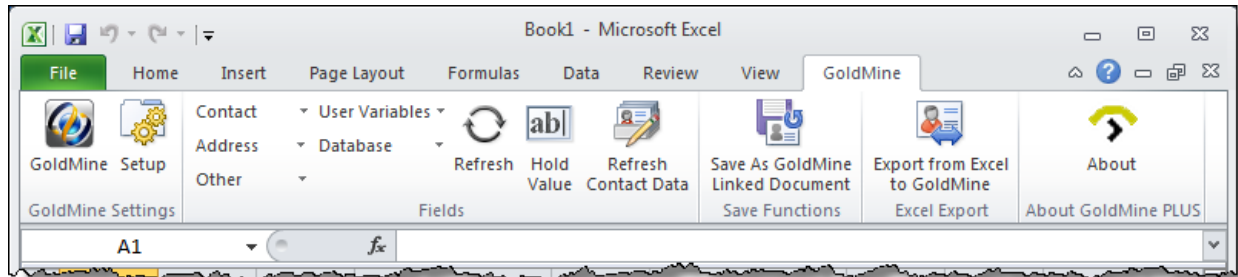 Book1 - Microsoft Excel
File Home Insert Page Layout Formulas Data Review View GoldMine
Contact User Variables
Address Database
Other
GoldMine Setup
Refresh Hold Value Refresh Contact Data
Save As GoldMine Linked Document
Export from Excel to GoldMine
About
GoldMine Settings Fields Save Functions Excel Export About GoldMine PLUS
ab|
A1 fx